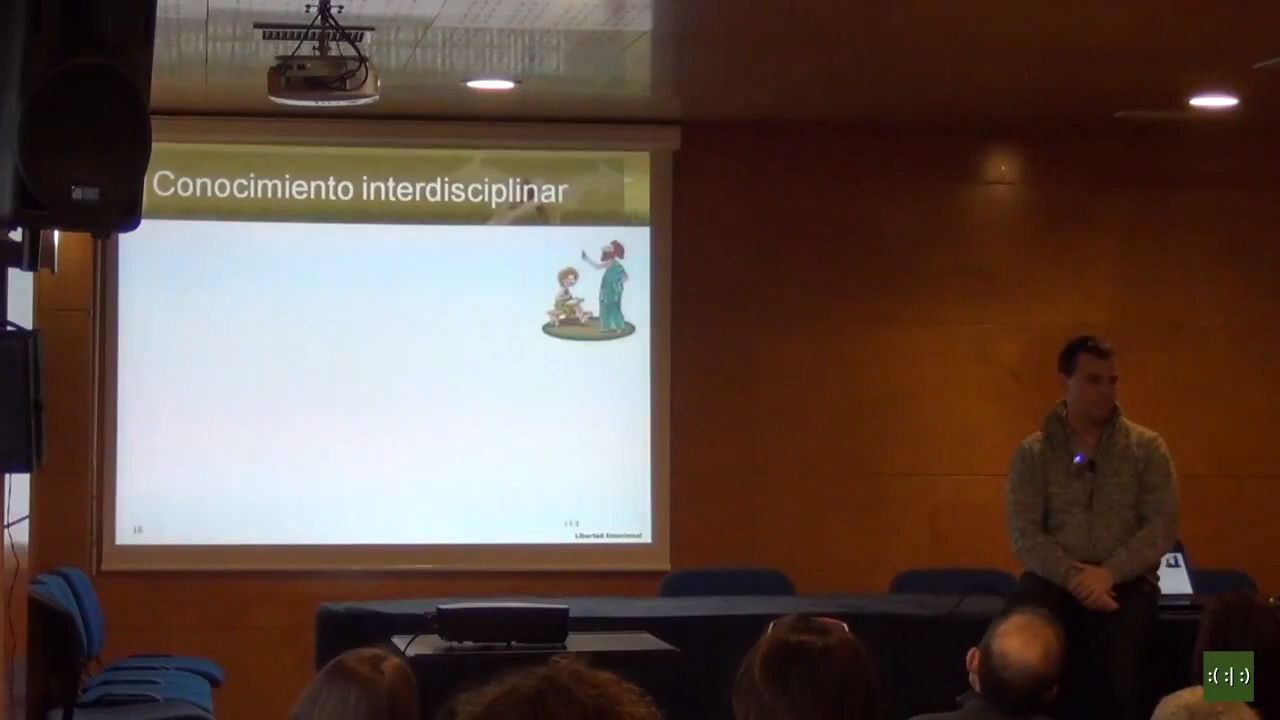 Conocimiento interdisciplinar
16
Libertad Emocional
:( :| :)